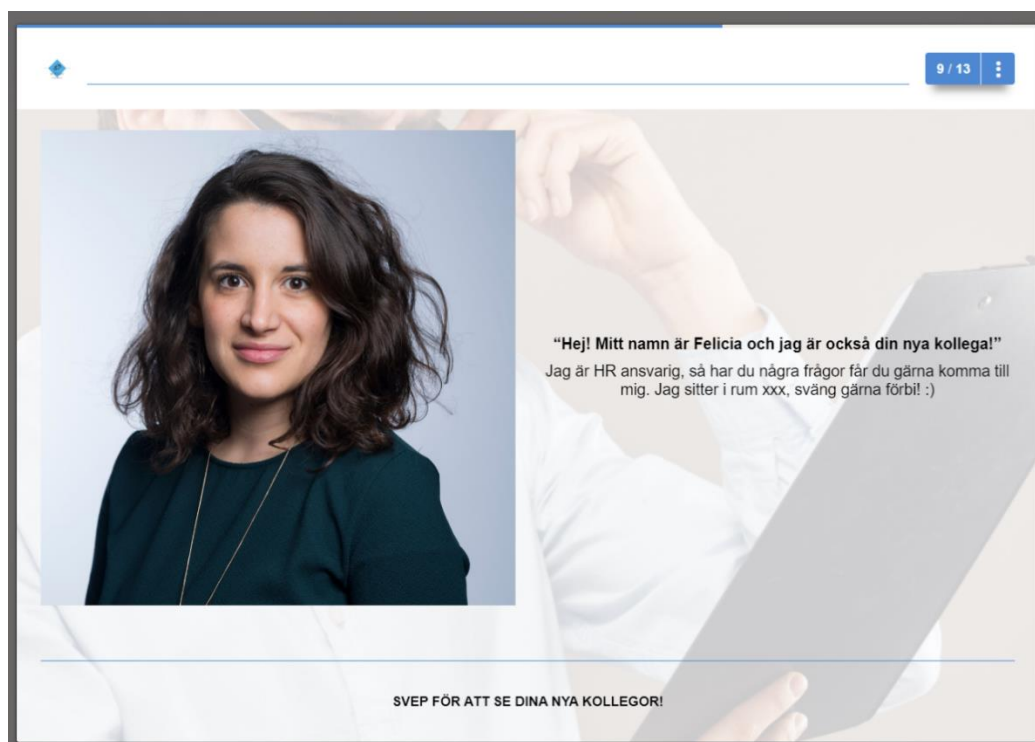 9 / 13
“Hej! Mitt namn är Felicia och jag är också din nya kollega!”
Jag är HR ansvarig, så har du några frågor får du gärna komma till
mig. Jag sitter i rum xxx, sväng gärna förbi! :)
SVEP FÖR ATT SE DINA NYA KOLLEGOR!